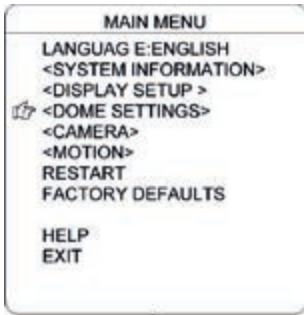 MAIN MENU
LANGUAG E:ENGLISH
<SYSTEM INFORMATION>
<DISPLAY SETUP >
<DOME SETTINGS>
<CAMERA>
<MOTION>
RESTART
FACTORY DEFAULTS
HELP
EXIT